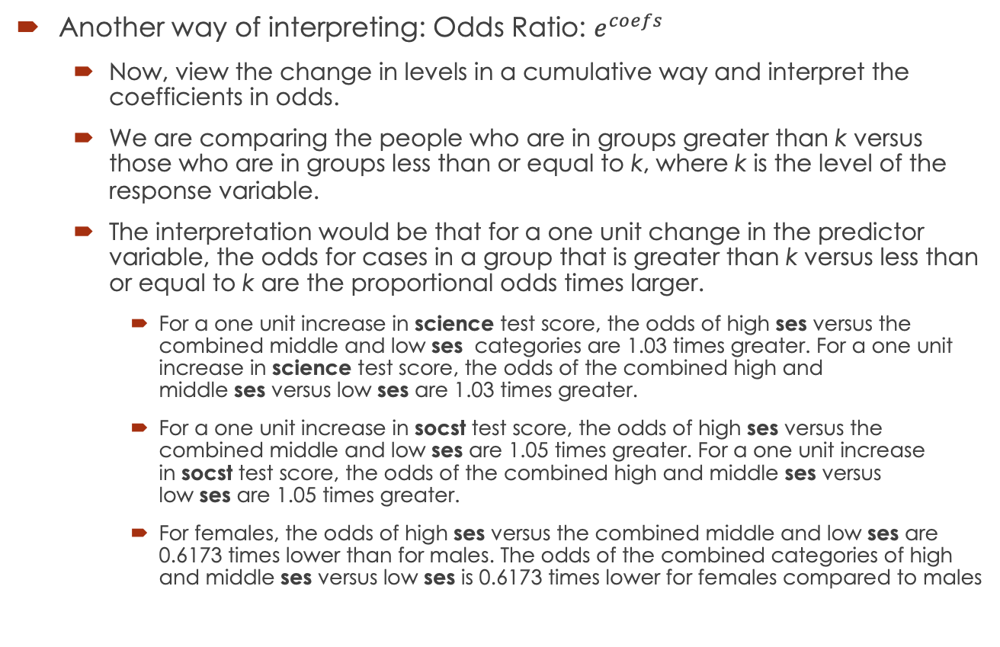 Another way of interpreting: Odds Ratio: e^coefs
Now, view the change in levels in a cumulative way and interpret the
coefficients in odds.
We are comparing the people who are in groups greater than k versus
those who are in groups less than or equal to k, where k is the level of the
response variable.
The interpretation would be that for a one unit change in the predictor
variable, the odds for cases in a group that is greater than k versus less than
or equal to k are the proportional odds times larger.
For a one unit increase in science test score, the odds of high ses versus the
combined middle and low ses categories are 1.03 times greater. For a one unit
increase in science test score, the odds of the combined high and
middle ses versus low ses are 1.03 times greater.
For a one unit increase in socst test score, the odds of high ses versus the
combined middle and low ses are 1.05 times greater. For a one unit increase
in socst test score, the odds of the combined high and middle ses versus
low ses are 1.05 times greater.
For females, the odds of high ses versus the combined middle and low ses are
0.6173 times lower than for males. The odds of the combined categories of high
and middle ses versus low ses is 0.6173 times lower for females compared to males